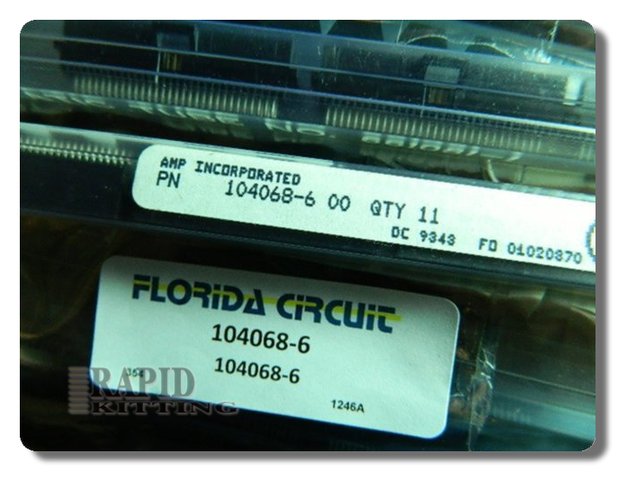 AMP INCORPORATED
PN 104068-6 00 QTY 11
DC 9343 FD 01020370
FLORIDA CIRCUIT
104068-6
104068-6
1246A
RAPID
KITTING